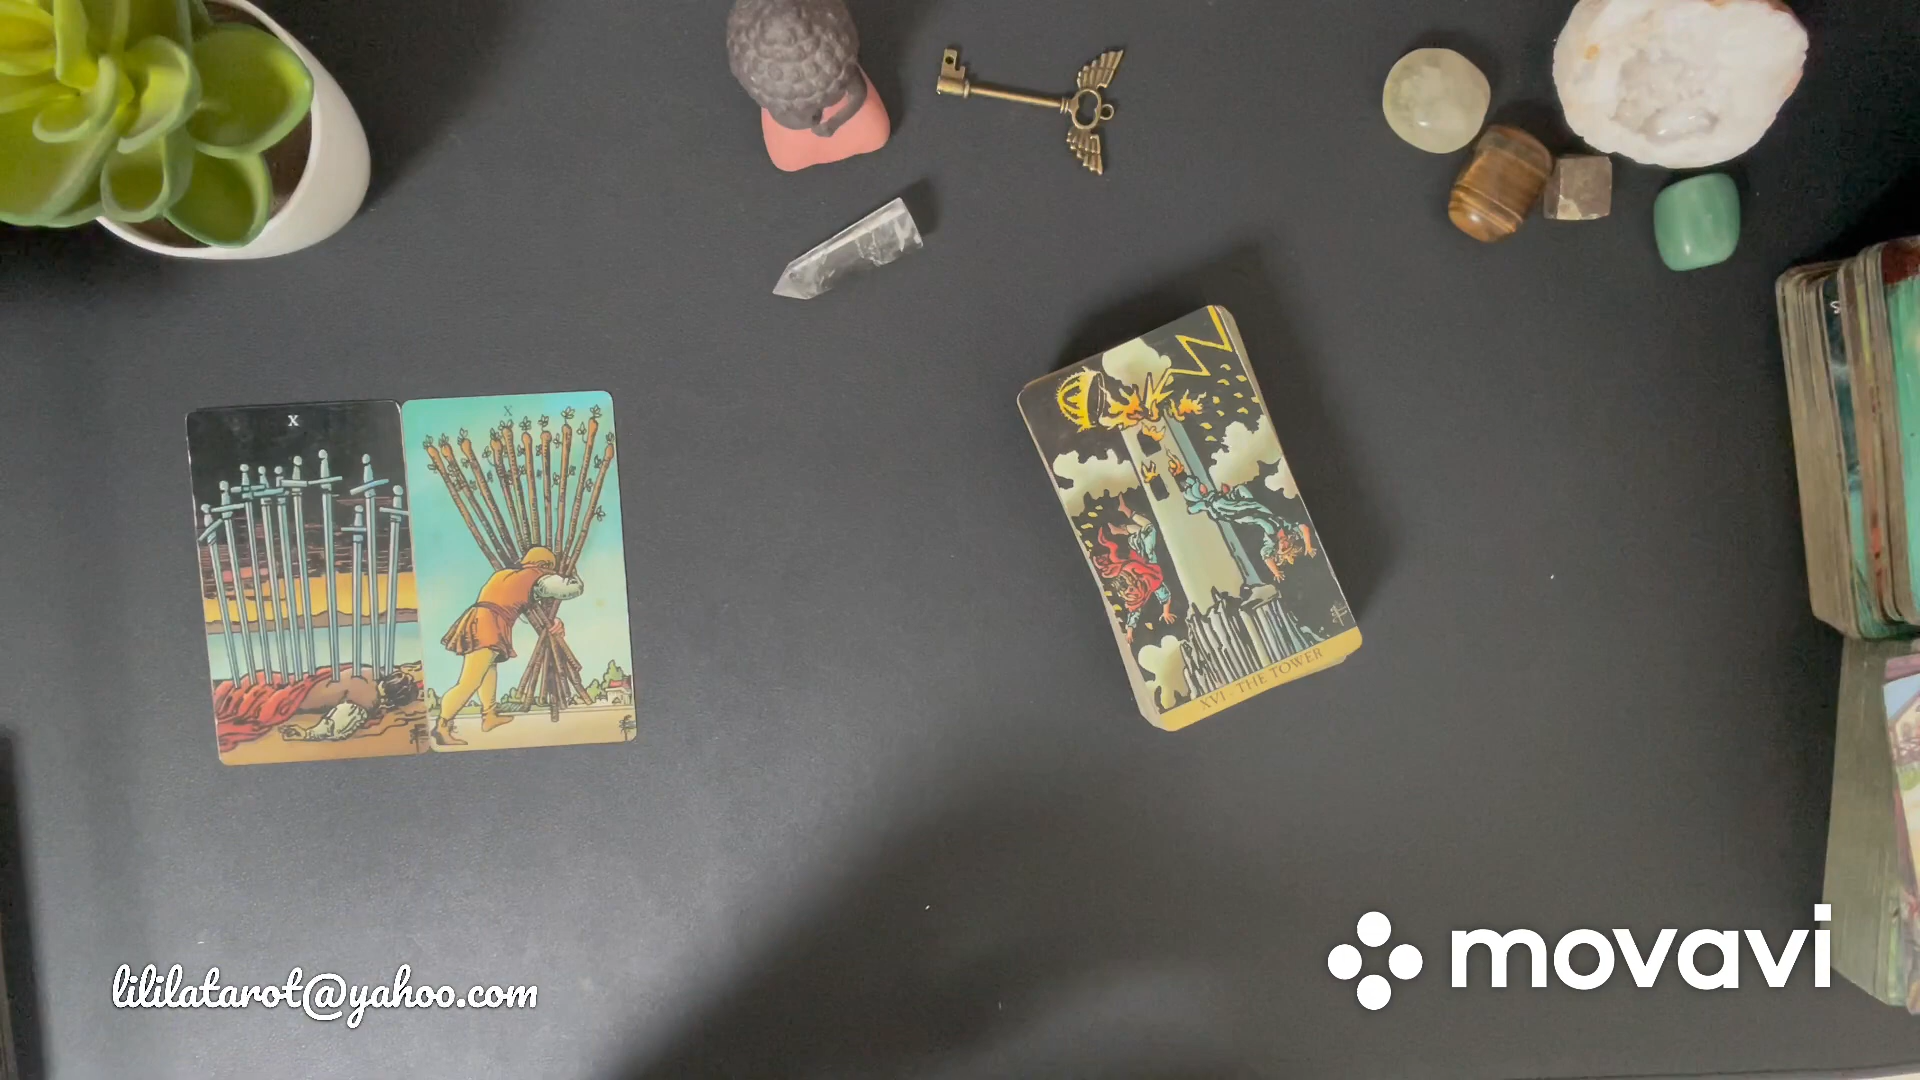 X
X
XVI - THE TOWER
lililatarot@yahoo.com
movavi